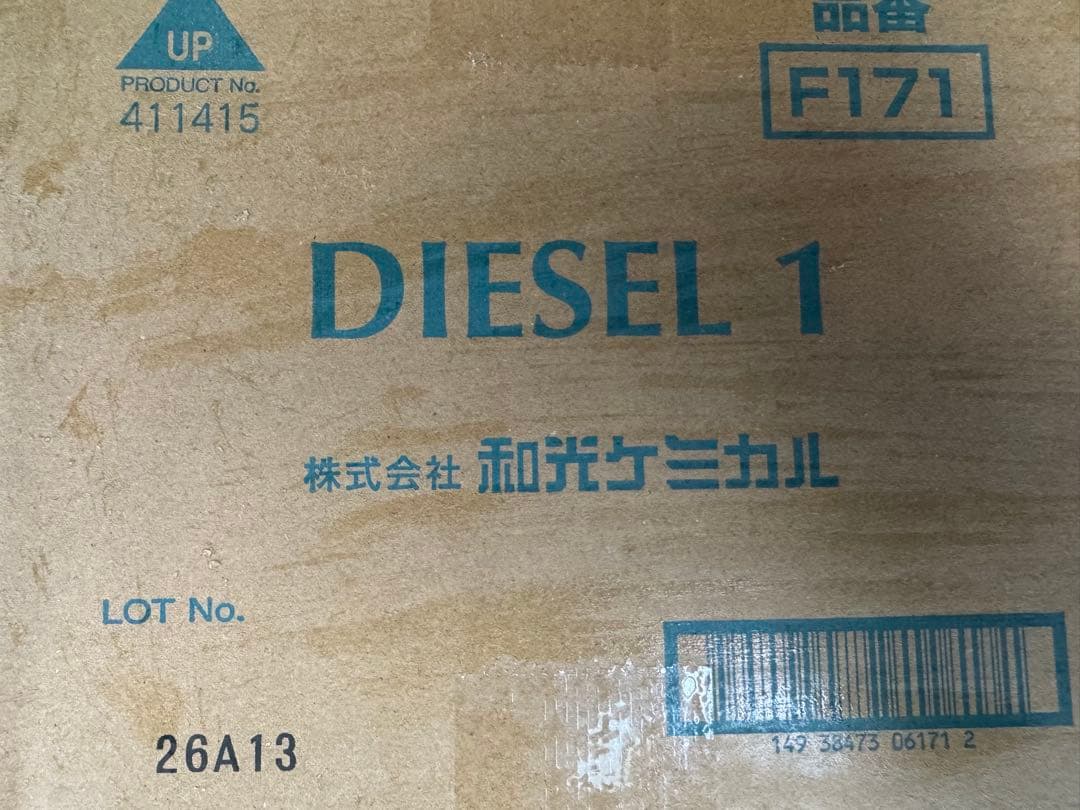 UP
PRODUCT No.
411415
品番
F171
DIESEL 1
株式会社 和光ケミカル
LOT No.
26A13
149 38473 06171 2